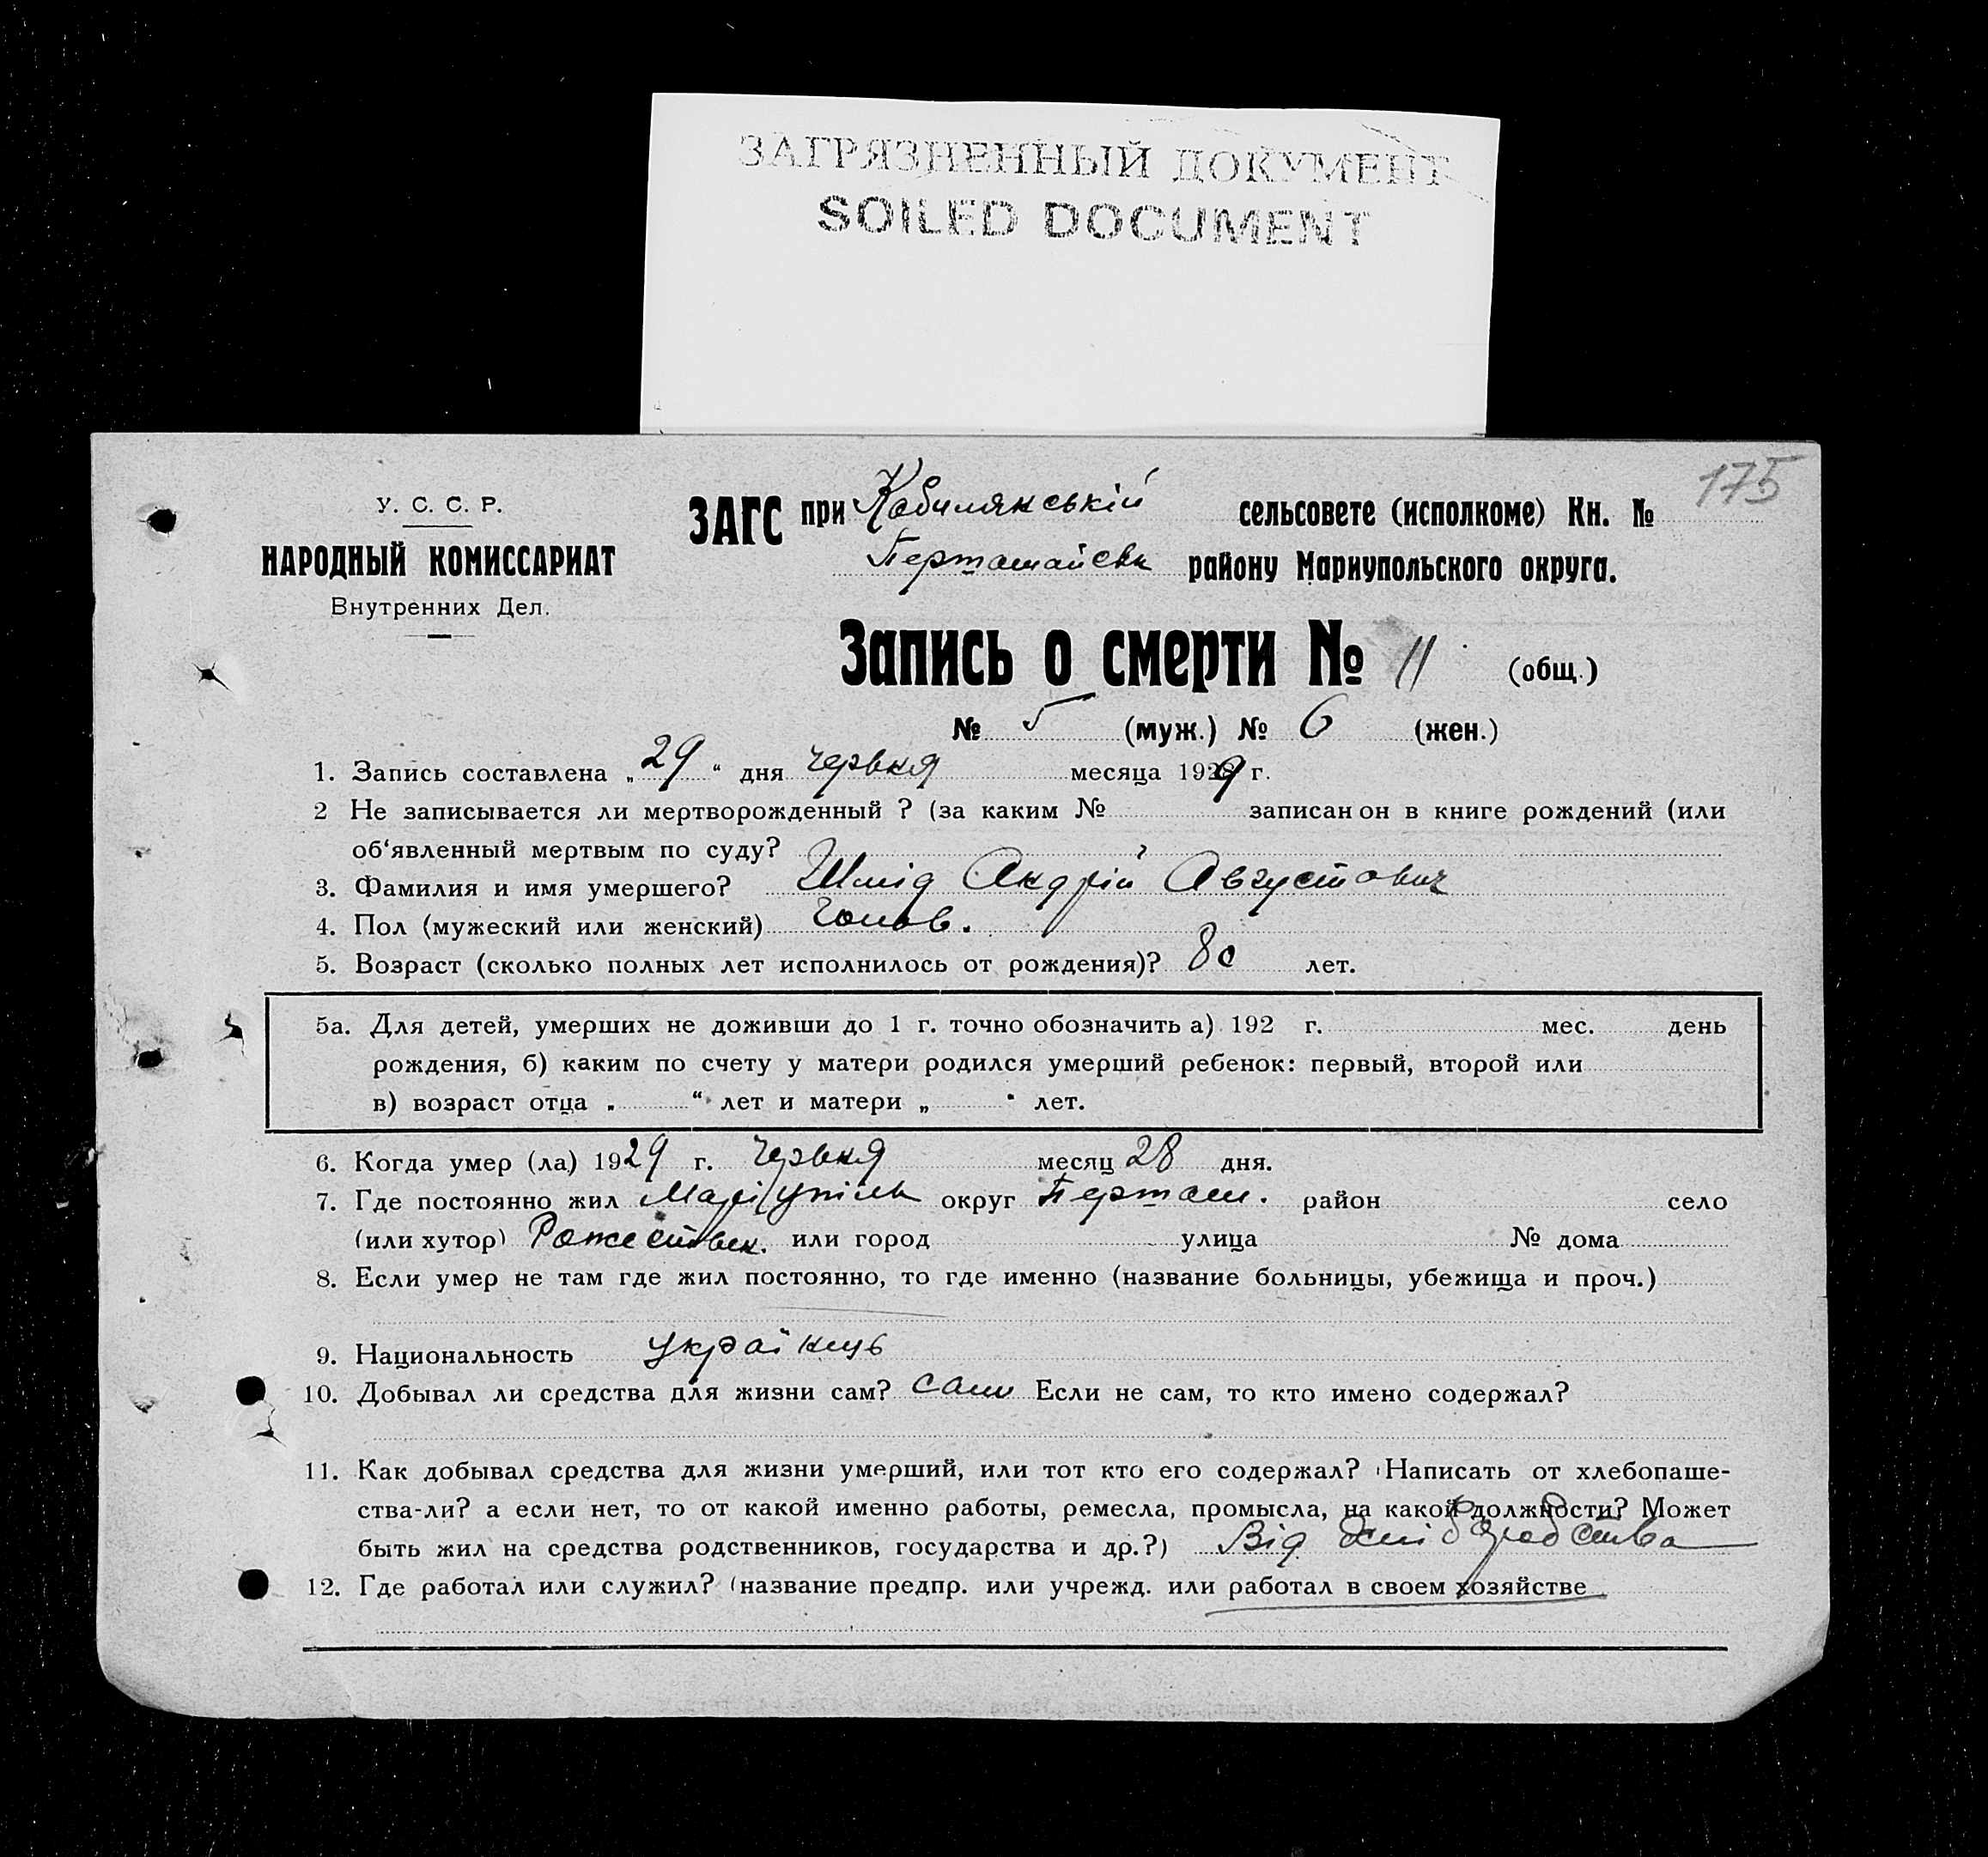 ЗАГРЯЗНЕННЫЙ ДОКУМЕНТ
SOILED DOCUMENT
175
У. С. С. Р.
НАРОДНЫЙ КОМИССАРИАТ
Внутренних Дел.
ЗАГС при Кобилянській сельсовете (исполкоме) Кн. №
Першотравн району Мариупольского округа.
Запись о смерти № 11 (общ.)
№ 5 (муж.) № 6 (жен.)
1. Запись составлена „ 29 “ дня червня месяца 1929 г.
2 Не записывается ли мертворожденный ? (за каким № записан он в книге рождений (или
об‘явленный мертвым по суду?
3. Фамилия и имя умершего? Шмід Андрій Августович
4. Пол (мужеский или женский) чолов.
5. Возраст (сколько полных лет исполнилось от рождения)? 80 лет.
5а. Для детей, умерших не доживши до 1 г. точно обозначить а) 192 г. мес. день
рождения, б) каким по счету у матери родился умерший ребенок: первый, второй или
в) возраст отца „ “ лет и матери „ “ лет.
6. Когда умер (ла) 1929 г. червня месяц 28 дня.
7. Где постоянно жил Маріупіль округ район село
(или хутор) Рожествен. или город улица № дома
8. Если умер не там где жил постоянно, то где именно (название больницы, убежища и проч.)
9. Национальность українць
10. Добывал ли средства для жизни сам? сам Если не сам, то кто имено содержал?
11. Как добывал средства для жизни умерший, или тот кто его содержал? Написать от хлебопаше-
ства-ли? а если нет, то от какой именно работы, ремесла, промысла, на какой должности? Может
быть жил на средства родственников, государства и др.?) Від хлібородства
12. Где работал или служил? (название предпр. или учрежд. или работал в своем хозяйстве